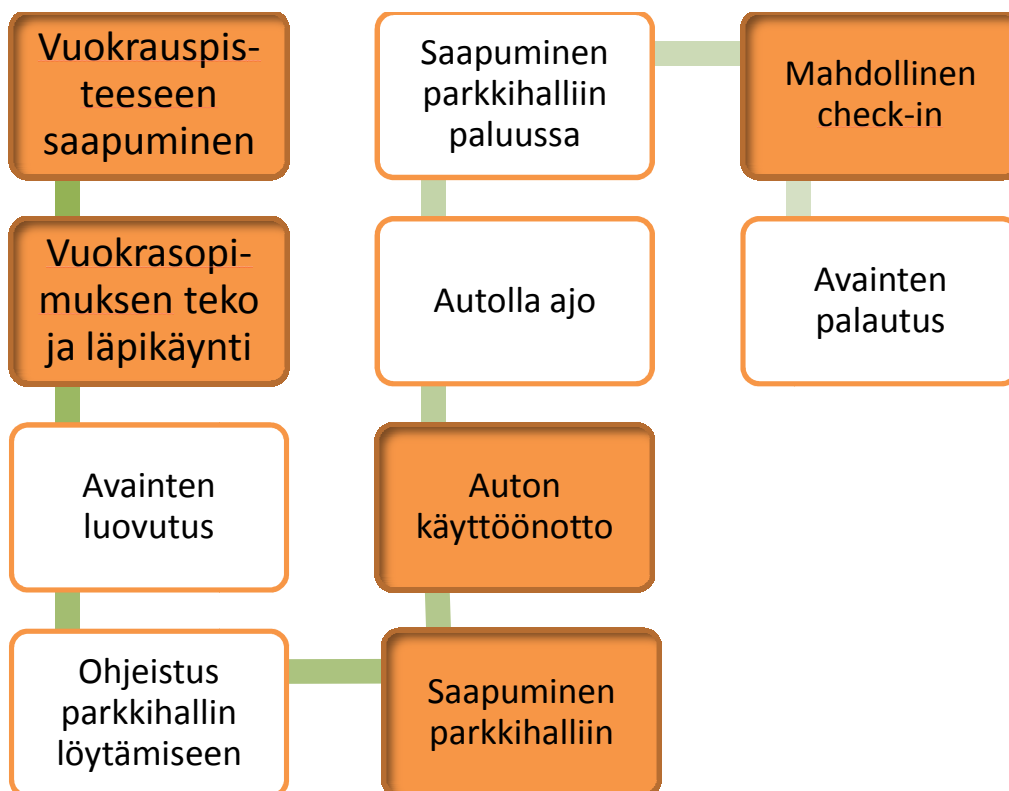 Vuokrauspis-
teeseen
saapuminen
Vuokrasopi-
muksen teko
ja läpikäynti
Avainten
luovutus
Ohjeistus
parkkihallin
löytämiseen
Saapuminen
parkkihalliin
Auton
käyttöönotto
Autolla ajo
Saapuminen
parkkihalliin
paluussa
Mahdollinen
check-in
Avainten
palautus